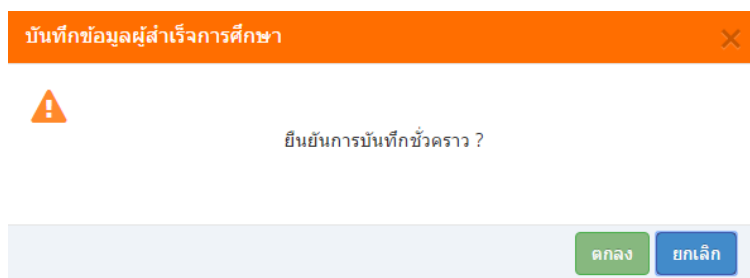 บันทึกข้อมูลผู้สำเร็จการศึกษา
ยืนยันการบันทึกชั่วคราว ?
ตกลง
ยกเลิก